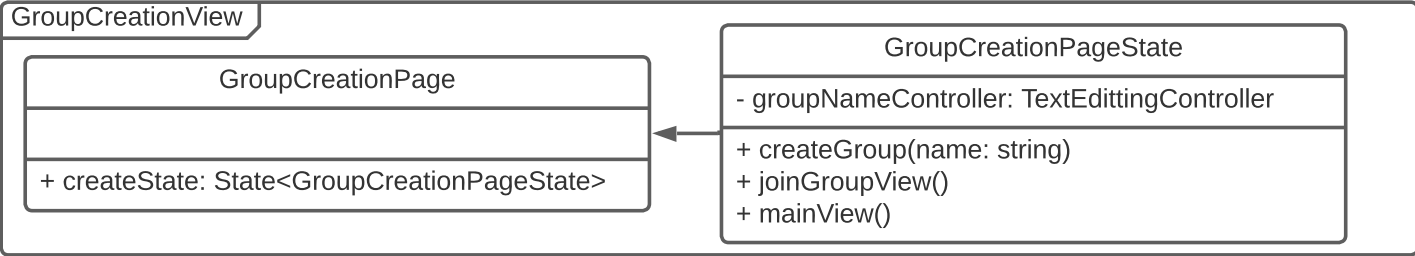 GroupCreationView
GroupCreationPage
+ createState: State<GroupCreationPageState>
GroupCreationPageState
- groupNameController: TextEdittingController
+ createGroup(name: string)
+ joinGroupView()
+ mainView()